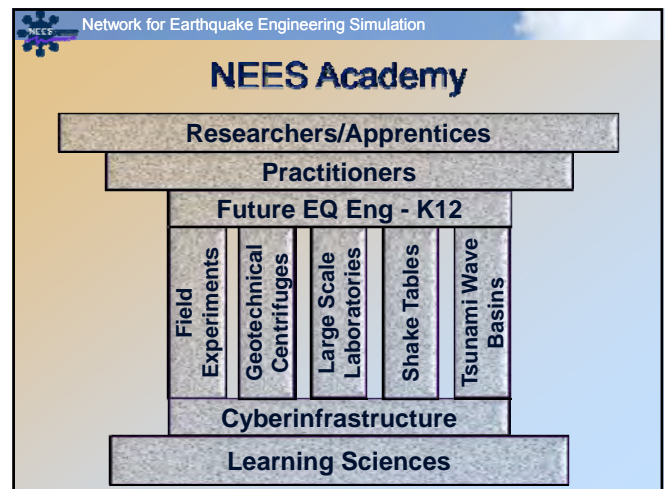 NEES
Network for Earthquake Engineering Simulation
NEES Academy
Researchers/Apprentices
Practitioners
Future EQ Eng - K12
Field
Experiments
Geotechnical
Centrifuges
Large Scale
Laboratories
Shake Tables
Tsunami Wave
Basins
Cyberinfrastructure
Learning Sciences